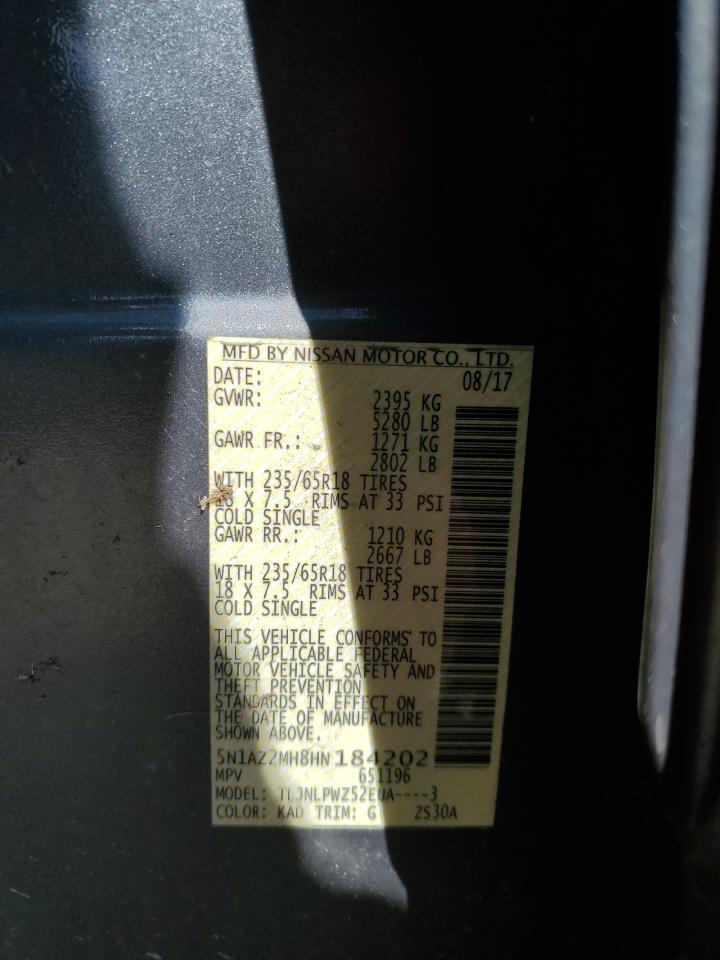 MFD BY NISSAN MOTOR CO., LTD.
DATE: 08/17
GVWR: 2395 KG
5280 LB
GAWR FR.: 1271 KG
2802 LB
WITH 235/65R18 TIRES
18 X 7.5 RIMS AT 33 PSI
COLD SINGLE
GAWR RR.: 1210 KG
2667 LB
WITH 235/65R18 TIRES
18 X 7.5 RIMS AT 33 PSI
COLD SINGLE
THIS VEHICLE CONFORMS TO
ALL APPLICABLE FEDERAL
MOTOR VEHICLE SAFETY AND
THEFT PREVENTION
STANDARDS IN EFFECT ON
THE DATE OF MANUFACTURE
SHOWN ABOVE.
5N1AZ2MH8HN184202
MPV 651196
MODEL: TLJNLPWZ52EUA----3
COLOR: KAD TRIM: G ZS30A